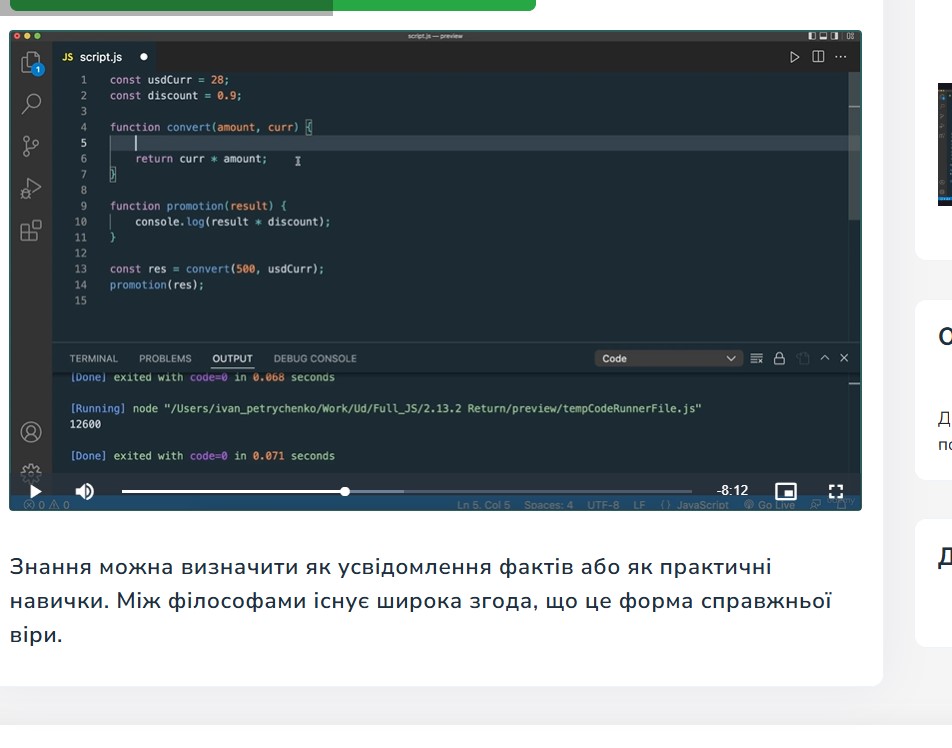 script.js — preview
JS script.js
1
1 const usdCurr = 28;
2 const discount = 0.9;
3
4 function convert(amount, curr) {
5
6 return curr * amount;
7 }
8
9 function promotion(result) {
10 console.log(result * discount);
11 }
12
13 const res = convert(500, usdCurr);
14 promotion(res);
15
TERMINAL PROBLEMS OUTPUT DEBUG CONSOLE Code
[Done] exited with code=0 in 0.068 seconds
[Running] node "/Users/ivan_petrychenko/Work/Ud/Full_JS/2.13.2 Return/preview/tempCodeRunnerFile.js"
12600
[Done] exited with code=0 in 0.071 seconds
-8:12
0 0 Ln 5, Col 5 Spaces: 4 UTF-8 LF {} JavaScript Go Live
Знання можна визначити як усвідомлення фактів або як практичні
навички. Між філософами існує широка згода, що це форма справжньої
віри.